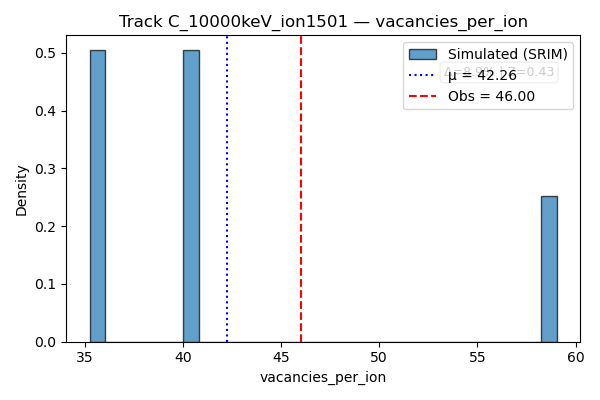 Track C_10000keV_ion1501 — vacancies_per_ion
Simulated (SRIM)
μ = 42.26
Obs = 46.00
Density
0.5
0.4
0.3
0.2
0.1
0.0
35
40
45
50
55
60
vacancies_per_ion